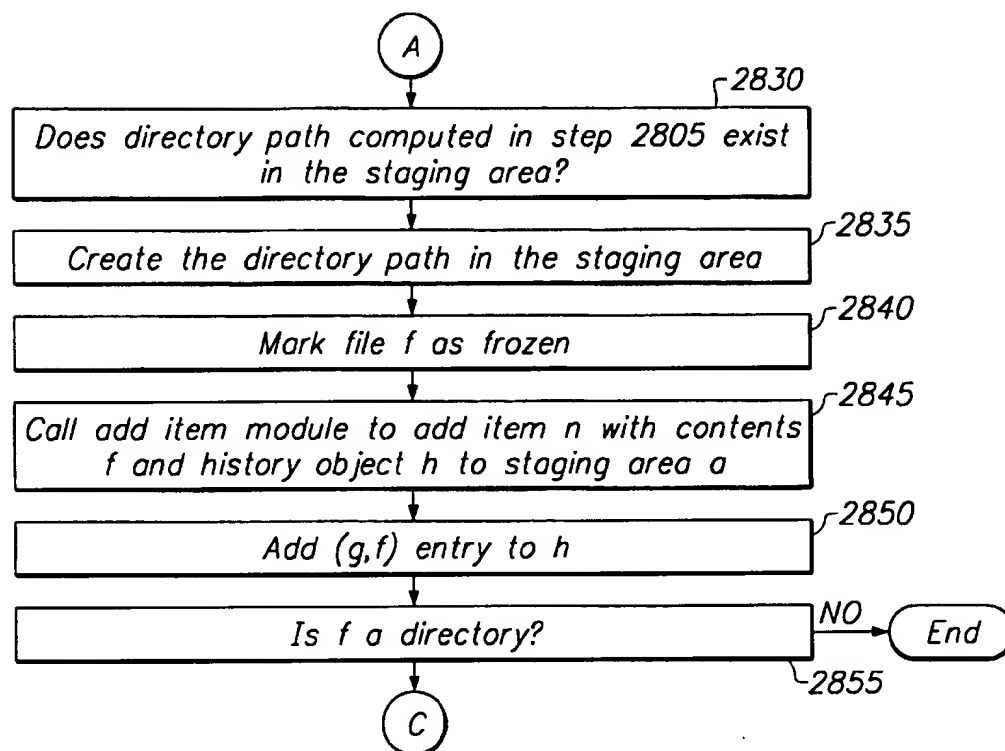 A
2830
Does directory path computed in step 2805 exist
in the staging area?
2835
Create the directory path in the staging area
2840
Mark file f as frozen
2845
Call add item module to add item n with contents
f and history object h to staging area a
2850
Add (g,f) entry to h
Is f a directory?
NO
End
2855
C